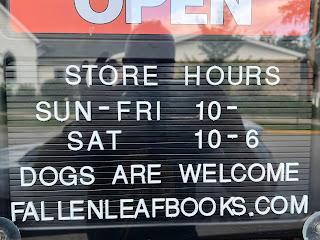 OPEN
STORE HOURS
SUN-FRI 10-
SAT 10-6
DOGS ARE WELCOME
FALLENLEAFBOOKS.COM